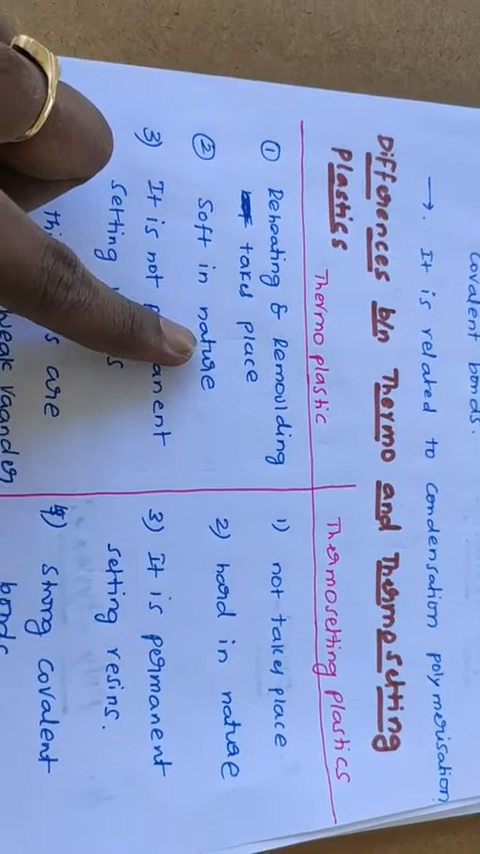 covalent bonds.
→. It is related to condensation polymerisation.
Differences b/n Thermo and Thermosetting
Plastics
Thermo plastic
① Reheating & Remoulding
takes place
② Soft in nature
3) It is not
setting
are
weak vaander
Thermosetting plastics
1) not takes place
2) hard in nature
3) It is permanent
setting resins.
4) Strong covalent
bonds